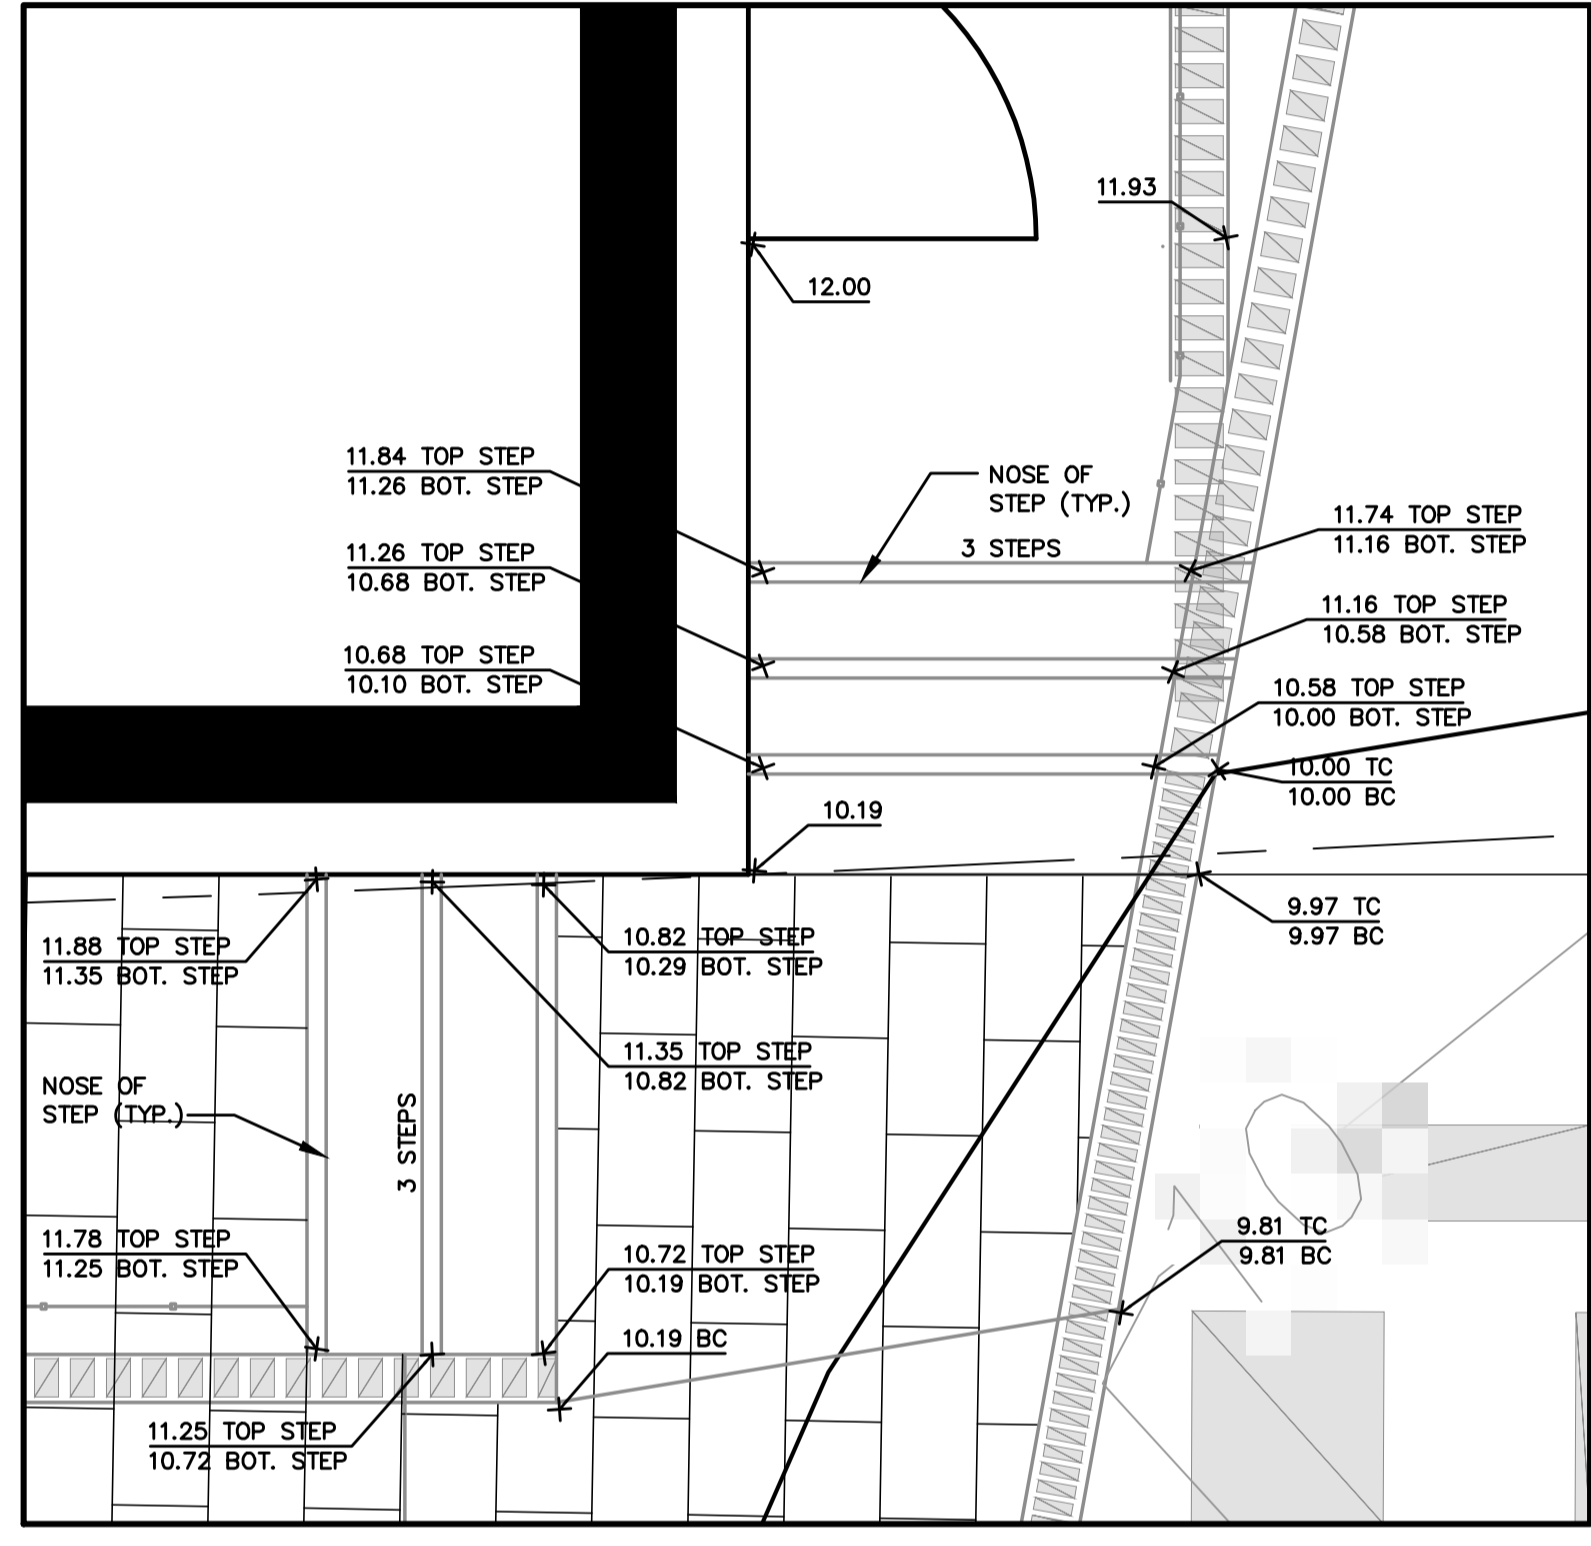 11.93
12.00
11.84 TOP STEP
11.26 BOT. STEP
NOSE OF
STEP (TYP.)
11.74 TOP STEP
11.16 BOT. STEP
3 STEPS
11.26 TOP STEP
10.68 BOT. STEP
11.16 TOP STEP
10.58 BOT. STEP
10.68 TOP STEP
10.10 BOT. STEP
10.58 TOP STEP
10.00 BOT. STEP
10.00 TC
10.00 BC
10.19
9.97 TC
9.97 BC
11.88 TOP STEP
11.35 BOT. STEP
10.82 TOP STEP
10.29 BOT. STEP
11.35 TOP STEP
10.82 BOT. STEP
NOSE OF
STEP (TYP.)
3 STEPS
11.78 TOP STEP
11.25 BOT. STEP
10.72 TOP STEP
10.19 BOT. STEP
9.81 TC
9.81 BC
10.19 BC
11.25 TOP STEP
10.72 BOT. STEP